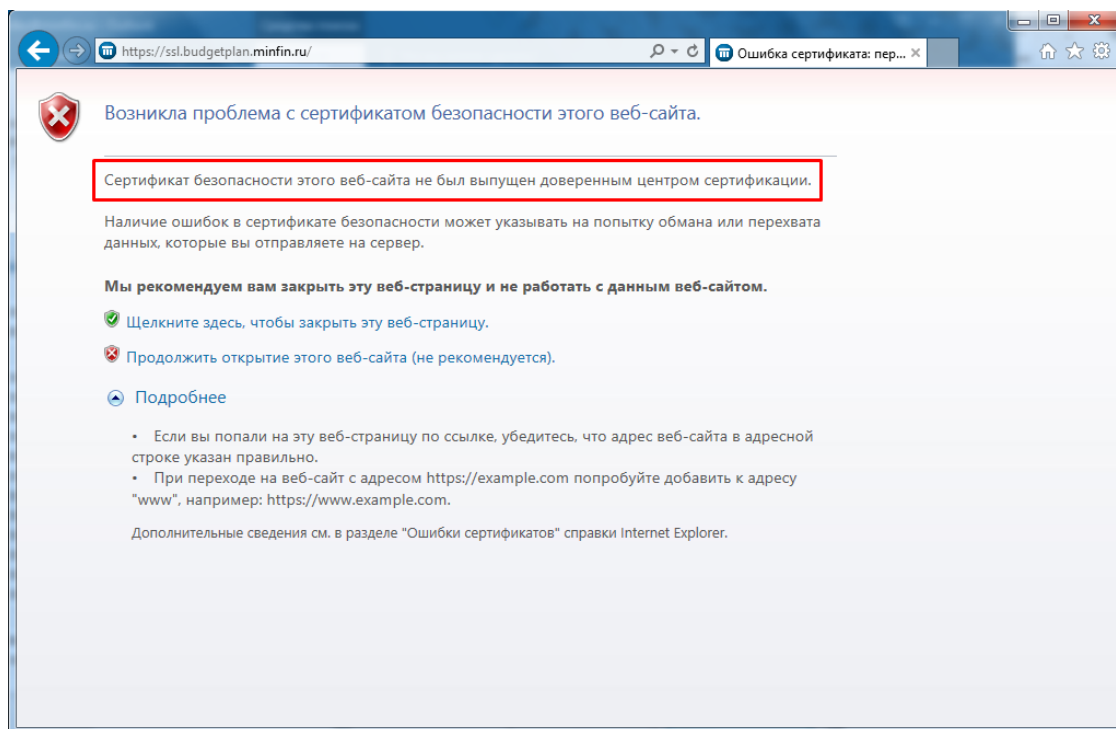 https://ssl.budgetplan.minfin.ru/
Ошибка сертификата: пер...
Возникла проблема с сертификатом безопасности этого веб-сайта.
Сертификат безопасности этого веб-сайта не был выпущен доверенным центром сертификации.
Наличие ошибок в сертификате безопасности может указывать на попытку обмана или перехвата
данных, которые вы отправляете на сервер.
Мы рекомендуем вам закрыть эту веб-страницу и не работать с данным веб-сайтом.
Щелкните здесь, чтобы закрыть эту веб-страницу.
Продолжить открытие этого веб-сайта (не рекомендуется).
Подробнее
• Если вы попали на эту веб-страницу по ссылке, убедитесь, что адрес веб-сайта в адресной
строке указан правильно.
• При переходе на веб-сайт с адресом https://example.com попробуйте добавить к адресу
"www", например: https://www.example.com.
Дополнительные сведения см. в разделе "Ошибки сертификатов" справки Internet Explorer.